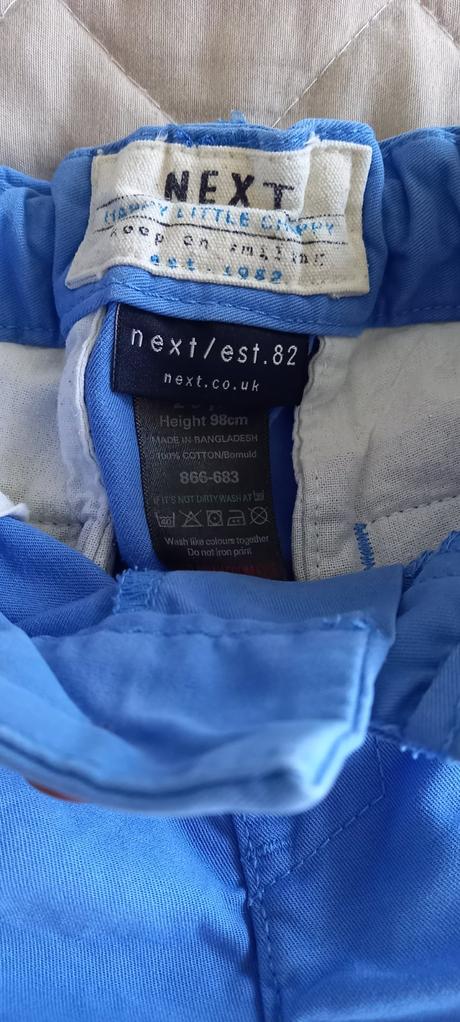 NEXT
HAPPY LITTLE CHAPPY
keep on smiling
est. 1982
next/est.82
next.co.uk
Height 98cm
MADE IN BANGLADESH
100% COTTON/Bomuld
866-683
IF IT'S NOT DIRTY WASH AT 30
40
Wash like colours together
Do not iron print